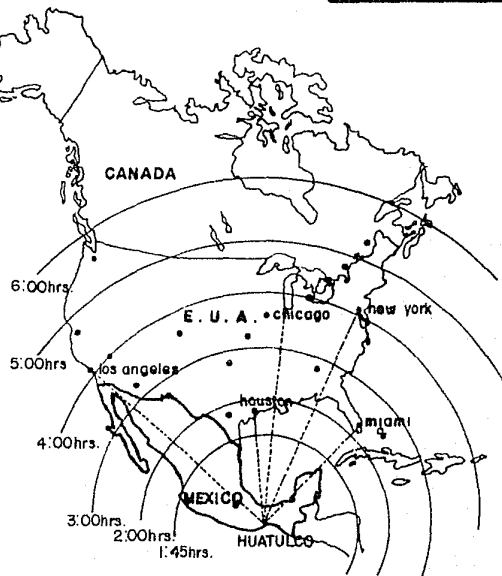 CANADA
6:00hrs.
E. U. A.
chicago
new york
5:00hrs
los angeles
houston
miami
4:00hrs.
MEXICO
3:00hrs.
2:00hrs.
HUATULCO
1:45hrs.